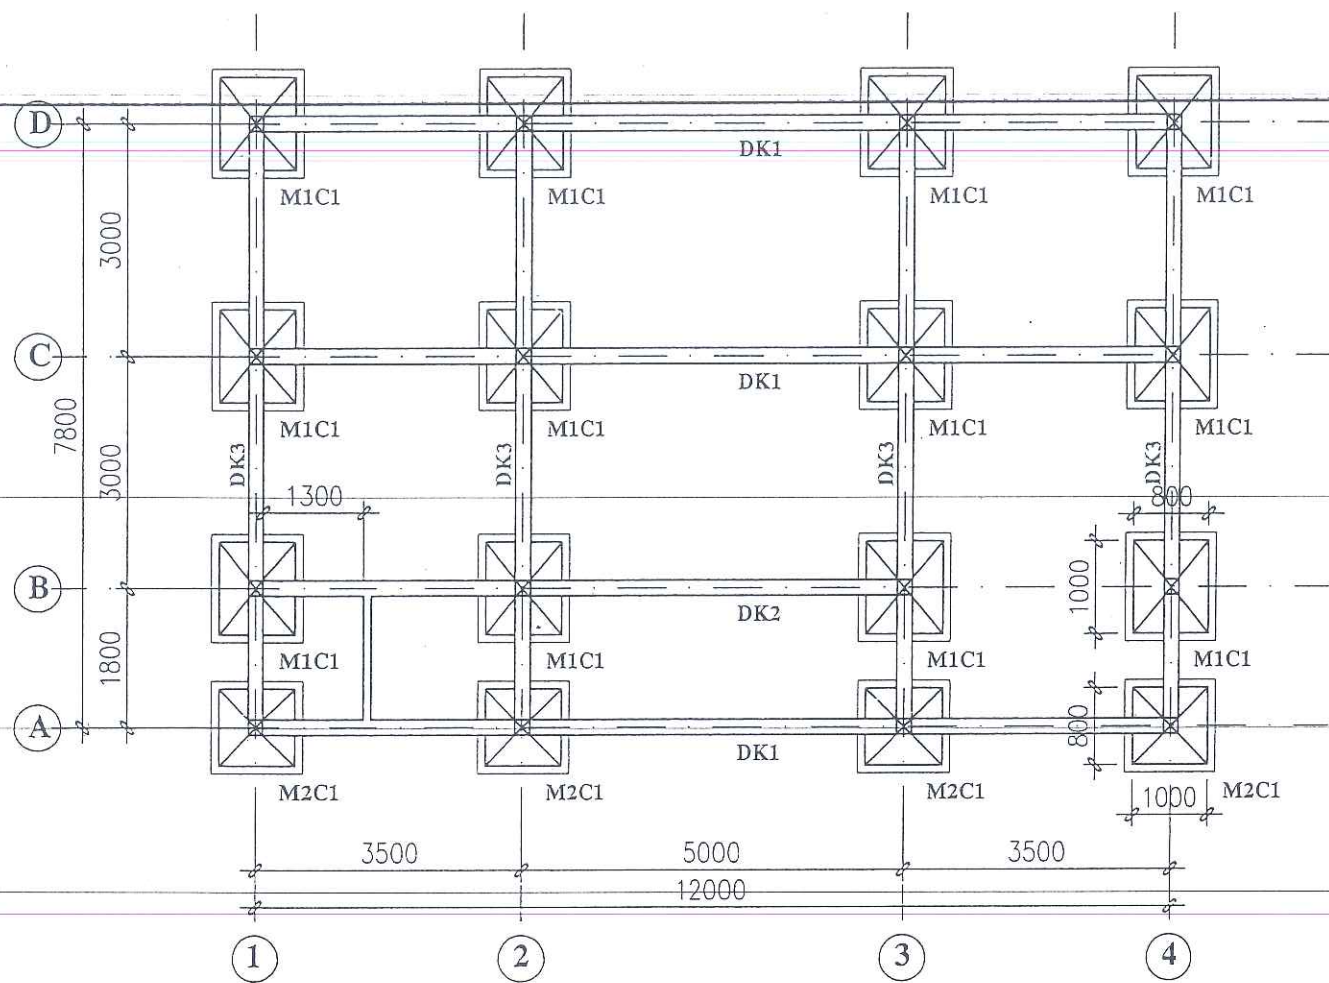 D
DK1
M1C1 M1C1 M1C1 M1C1
3000
C
DK1
7800
M1C1 M1C1 M1C1 M1C1
3000
DK3 DK3 DK3 DK3
1300
800
B
1000
DK2
1800
M1C1 M1C1 M1C1 M1C1
A
800
DK1
M2C1 M2C1 M2C1 M2C1
1000
3500 5000 3500
12000
1 2 3 4